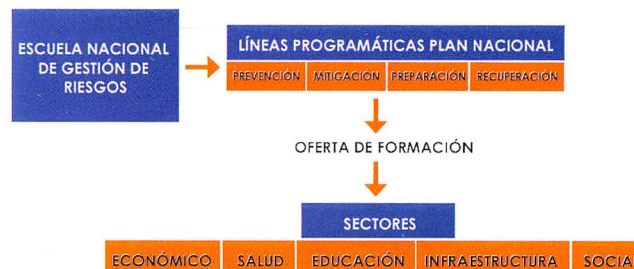 ESCUELA NACIONAL
DE GESTIÓN DE
RIESGOS
LÍNEAS PROGRAMÁTICAS PLAN NACIONAL
PREVENCIÓN MITIGACIÓN PREPARACIÓN RECUPERACIÓN
OFERTA DE FORMACIÓN
SECTORES
ECONÓMICO SALUD EDUCACIÓN INFRAESTRUCTURA SOCIA